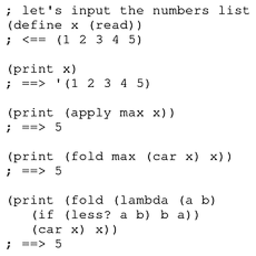 ; let's input the numbers list
(define x (read))
; <== (1 2 3 4 5)
(print x)
; ==> '(1 2 3 4 5)
(print (apply max x))
; ==> 5
(print (fold max (car x) x))
; ==> 5
(print (fold (lambda (a b)
(if (less? a b) b a))
(car x) x))
; ==> 5